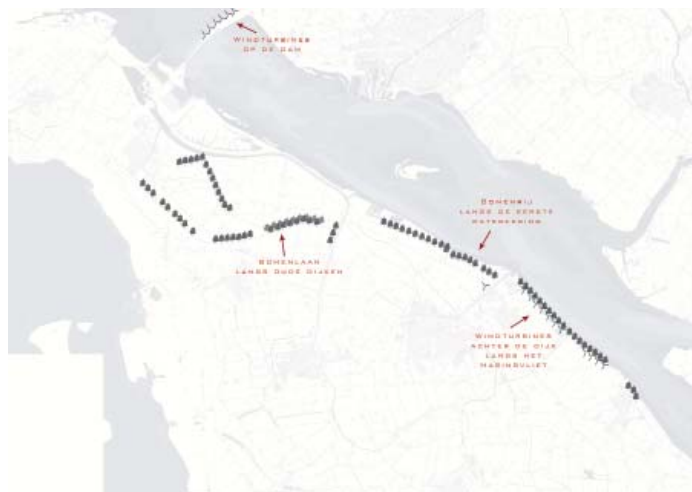 WINDTURBINES
OP DE DAM
BOMENRIJ
LANGS DE EERSTE
WATERKERING
BOMENLAAN
LANGS OUDE DIJKEN
WINDTURBINES
ACHTER DE DIJK
LANGS HET
MARINGVLIET